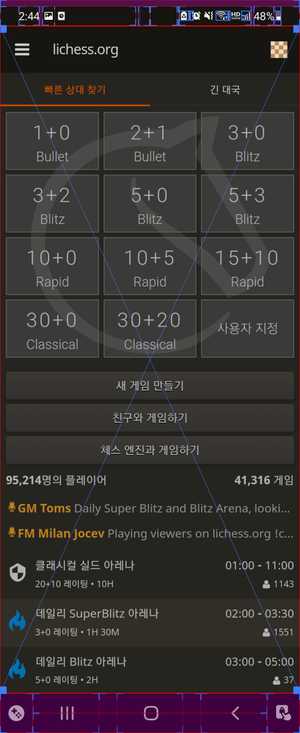 2:44 48%
lichess.org
빠른 상대 찾기 긴 대국
1+0 2+1 3+0
Bullet Bullet Blitz
3+2 5+0 5+3
Blitz Blitz Blitz
10+0 10+5 15+10
Rapid Rapid Rapid
30+0 30+20 사용자 지정
Classical Classical
새 게임 만들기
친구와 게임하기
체스 엔진과 게임하기
95,214명의 플레이어 41,316 게임
GM Toms Daily Super Blitz and Blitz Arena, looki...
FM Milan Jocev Playing viewers on lichess.org !c...
클래시컬 실드 아레나 01:00 - 11:00
20+10 레이팅 • 10H 1143
데일리 SuperBlitz 아레나 02:00 - 03:30
3+0 레이팅 • 1H 30M 1551
데일리 Blitz 아레나 03:00 - 05:00
5+0 레이팅 • 2H 37